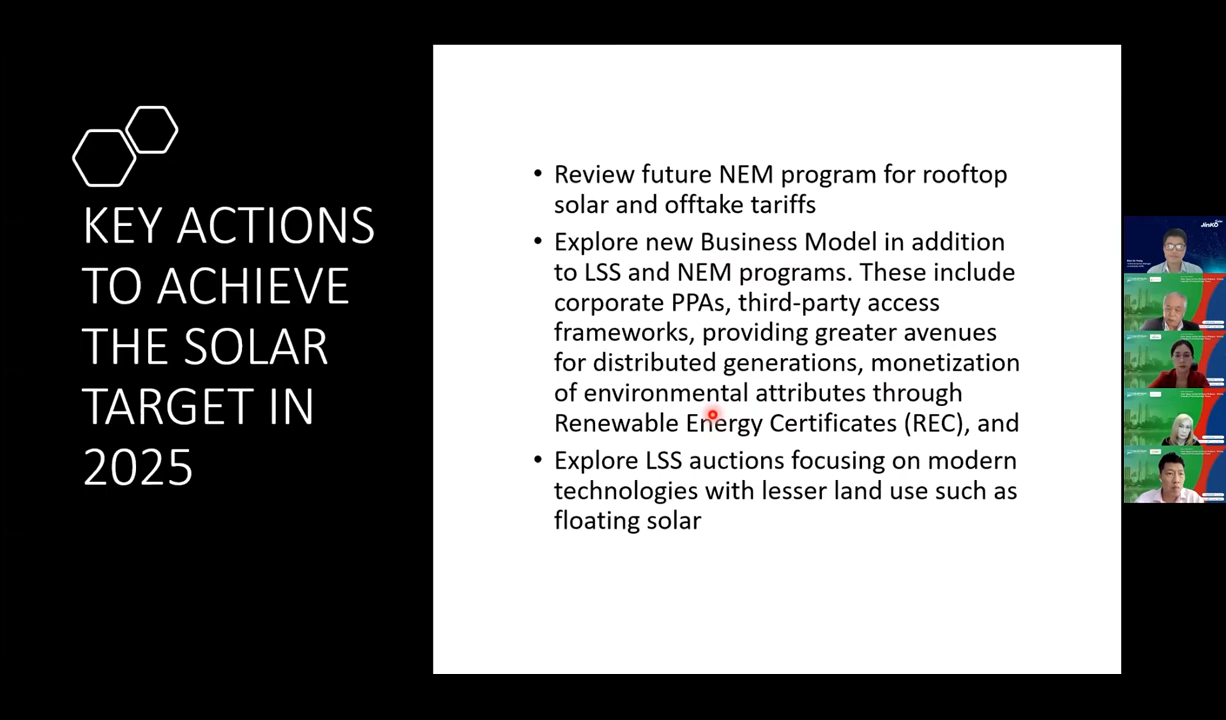 KEY ACTIONS
TO ACHIEVE
THE SOLAR
TARGET IN
2025
• Review future NEM program for rooftop
solar and offtake tariffs
• Explore new Business Model in addition
to LSS and NEM programs. These include
corporate PPAs, third-party access
frameworks, providing greater avenues
for distributed generations, monetization
of environmental attributes through
Renewable Energy Certificates (REC), and
• Explore LSS auctions focusing on modern
technologies with lesser land use such as
floating solar
JinKO